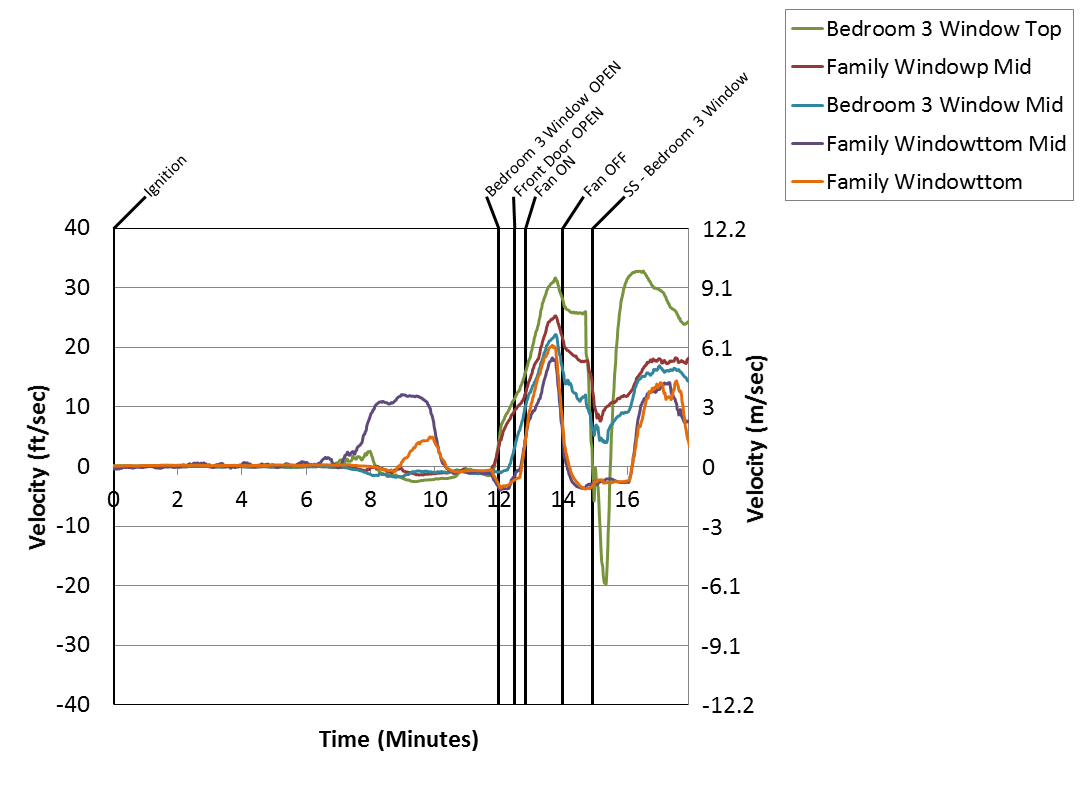 Bedroom 3 Window Top
Family Windowp Mid
Bedroom 3 Window Mid
Family Windowttom Mid
Family Windowttom
Ignition
Bedroom 3 Window OPEN
Front Door OPEN
Fan ON
Fan OFF
SS - Bedroom 3 Window
40
30
20
10
0
-10
-20
-30
-40
Velocity (ft/sec)
0 2 4 6 8 10 12 14 16
12.2
9.1
6.1
3
0
-3
-6.1
-9.1
-12.2
Velocity (m/sec)
Time (Minutes)